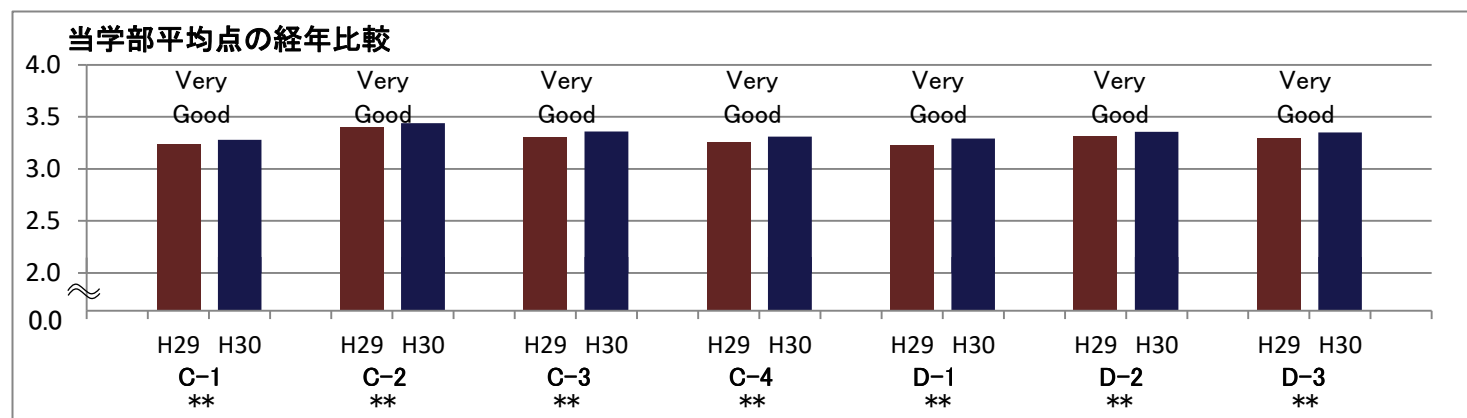 当学部平均点の経年比較
4.0
3.5
3.0
2.5
2.0
0.0
Very Good
Very Good
Very Good
Very Good
Very Good
Very Good
Very Good
H29 H30 H29 H30 H29 H30 H29 H30 H29 H30 H29 H30 H29 H30
C-1 C-2 C-3 C-4 D-1 D-2 D-3
** ** ** ** ** ** **